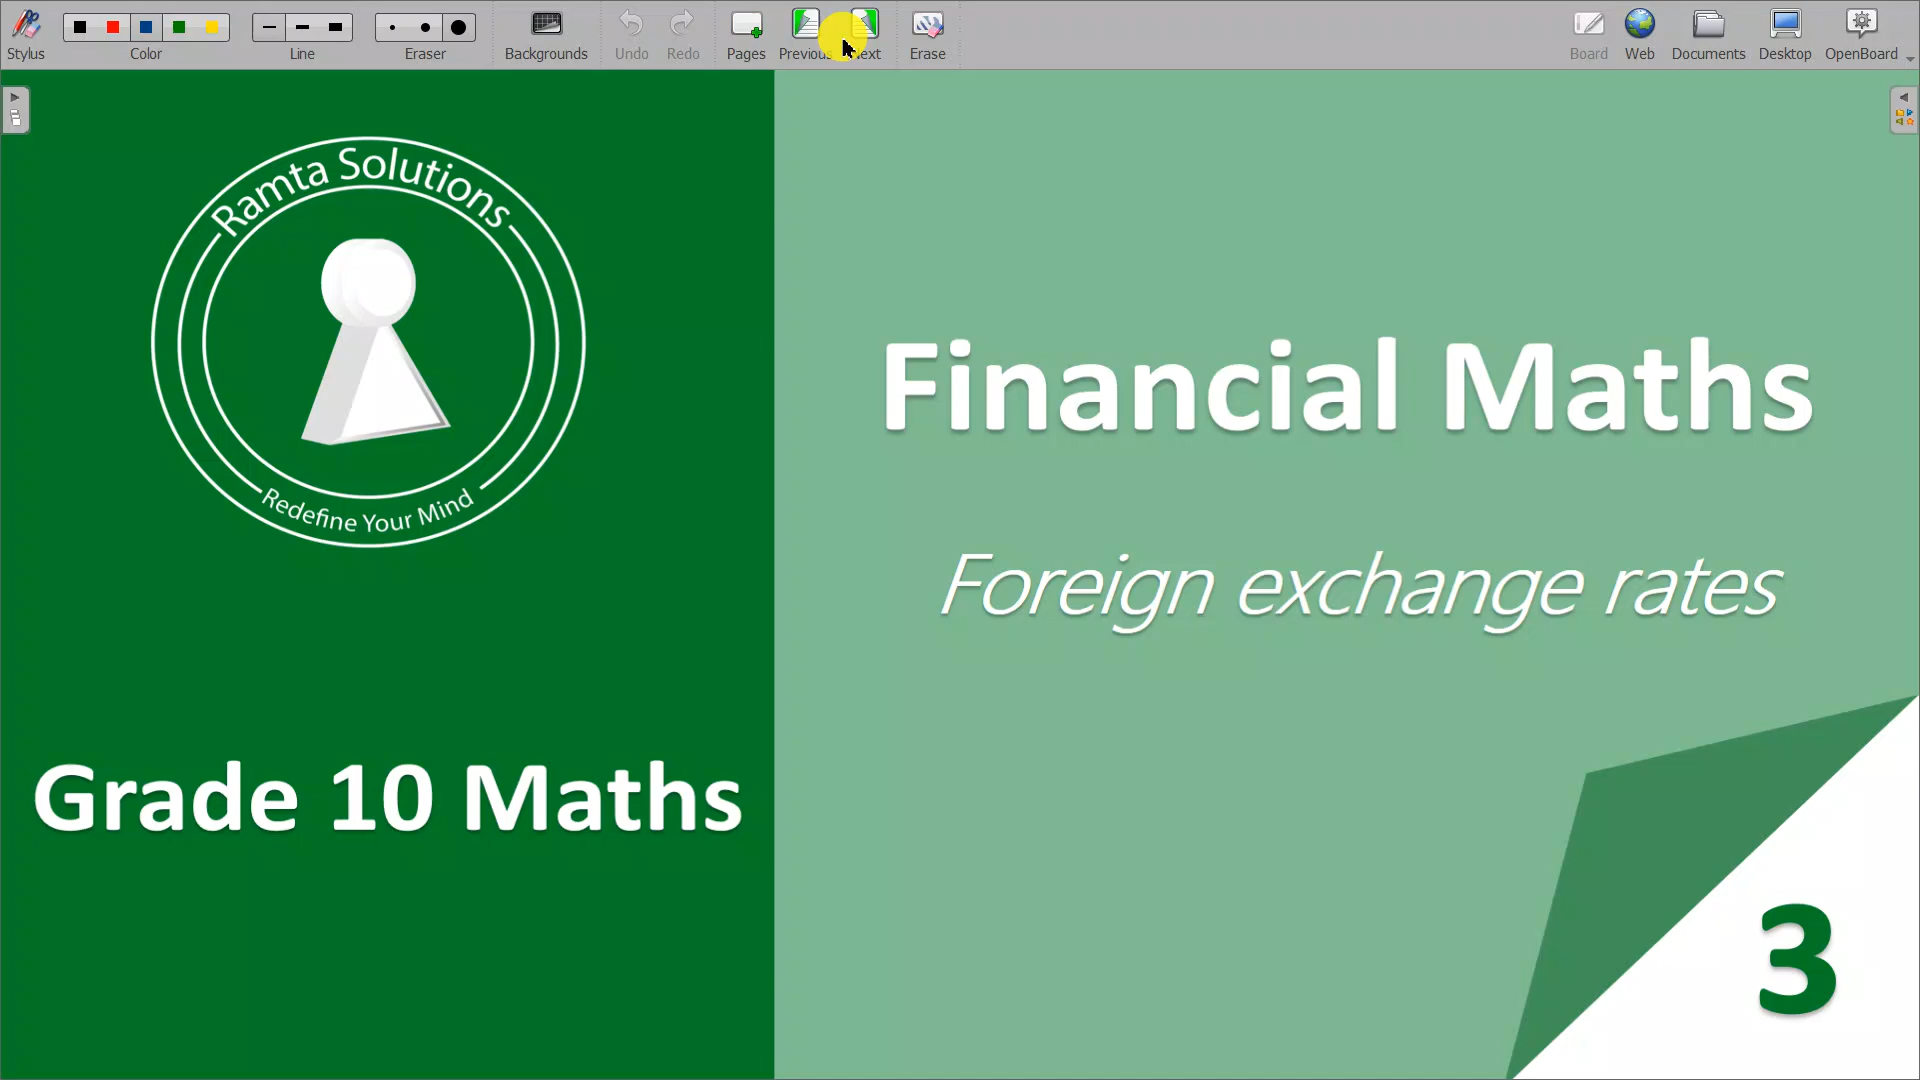 Stylus
Color
Line
Eraser
Backgrounds
Undo
Redo
Pages
Previous
Erase
Board
Web
Documents
Desktop
OpenBoard
Ramta Solutions
Redefine Your Mind
Grade 10 Maths
Financial Maths
Foreign exchange rates
3